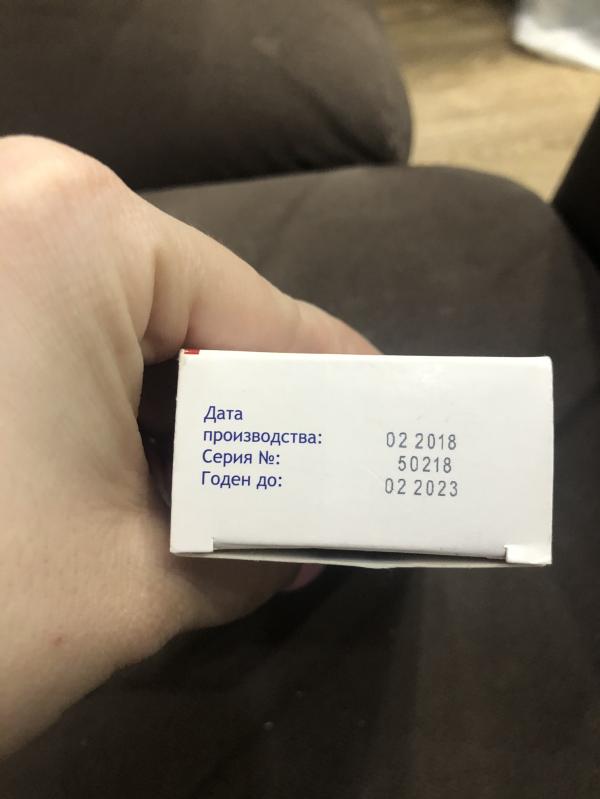 Дата
производства: 02 2018
Серия №: 50218
Годен до: 02 2023